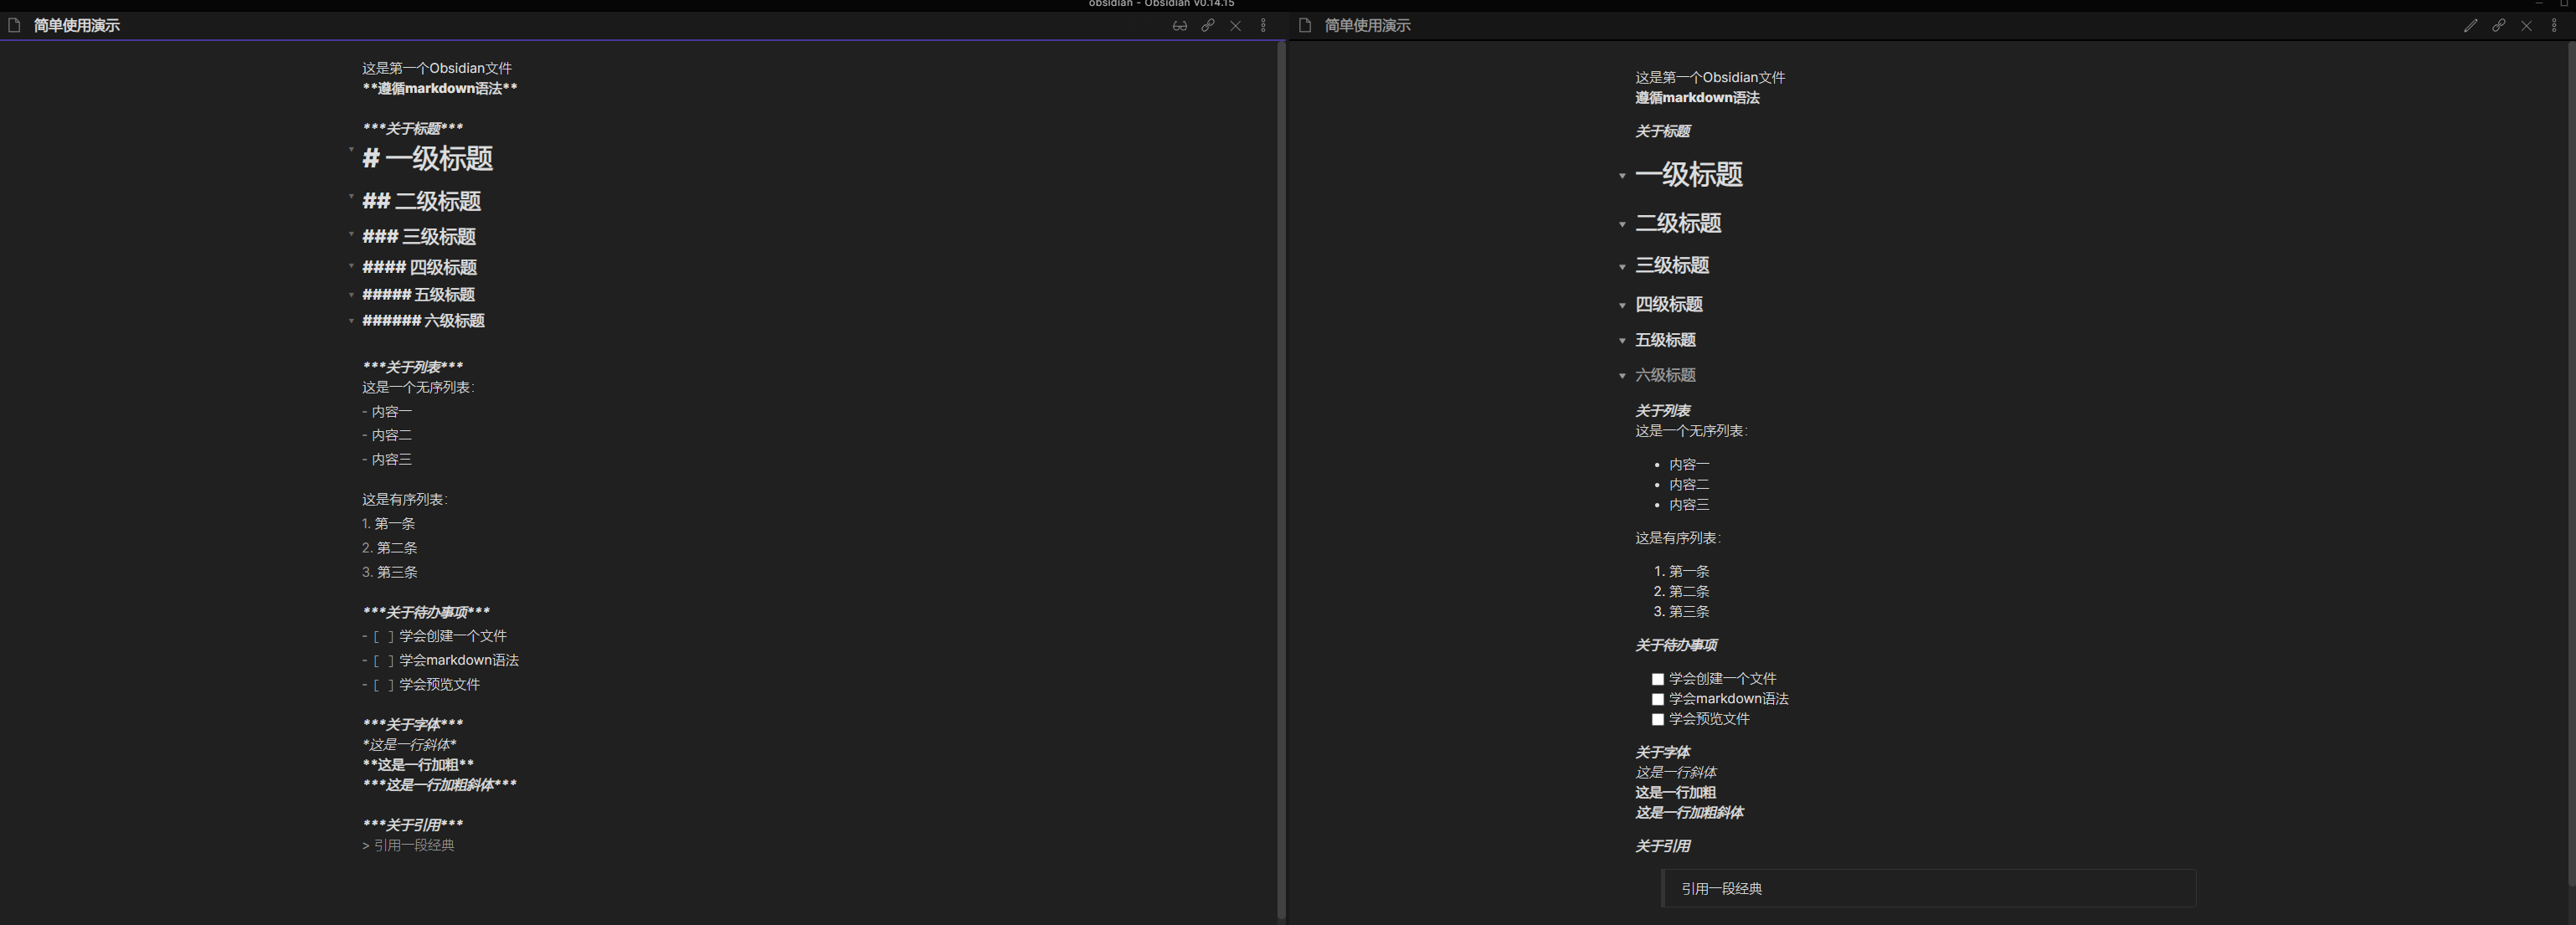 obsidian - Obsidian v0.14.15
简单使用演示
这是第一个Obsidian文件
**遵循markdown语法**
***关于标题***
# 一级标题
## 二级标题
### 三级标题
#### 四级标题
##### 五级标题
###### 六级标题
***关于列表***
这是一个无序列表：
- 内容一
- 内容二
- 内容三
这是有序列表：
1. 第一条
2. 第二条
3. 第三条
***关于待办事项***
- [ ] 学会创建一个文件
- [ ] 学会markdown语法
- [ ] 学会预览文件
***关于字体***
*这是一行斜体*
**这是一行加粗**
***这是一行加粗斜体***
***关于引用***
> 引用一段经典
简单使用演示
这是第一个Obsidian文件
遵循markdown语法
关于标题
一级标题
二级标题
三级标题
四级标题
五级标题
六级标题
关于列表
这是一个无序列表：
• 内容一
• 内容二
• 内容三
这是有序列表：
1. 第一条
2. 第二条
3. 第三条
关于待办事项
学会创建一个文件
学会markdown语法
学会预览文件
关于字体
这是一行斜体
这是一行加粗
这是一行加粗斜体
关于引用
引用一段经典